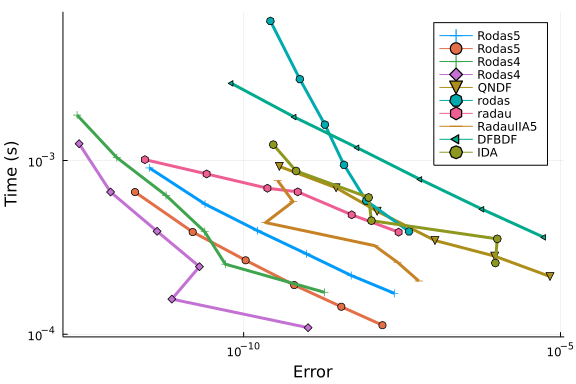 Rodas5
Rodas5
Rodas4
Rodas4
QNDF
rodas
radau
RadauIIA5
DFBDF
IDA
Time (s)
10⁻³
10⁻⁴
10⁻¹⁰
10⁻⁵
Error